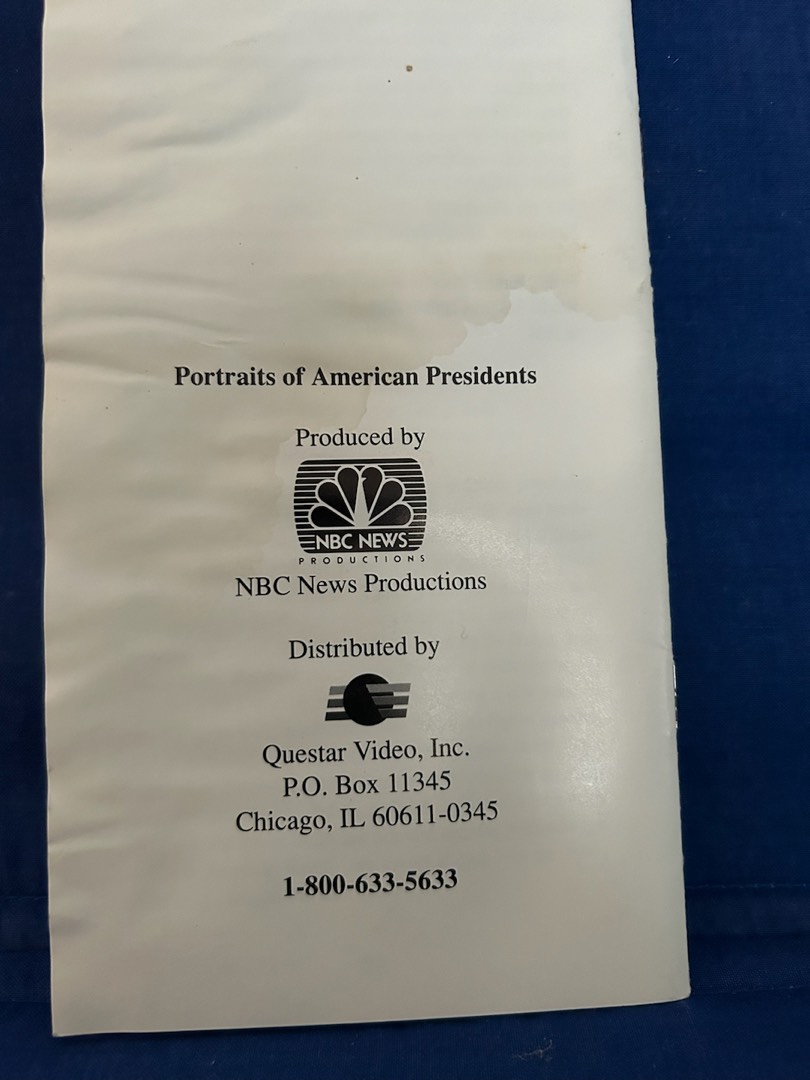 Portraits of American Presidents
Produced by
NBC NEWS
PRODUCTIONS
NBC News Productions
Distributed by
Questar Video, Inc.
P.O. Box 11345
Chicago, IL 60611-0345
1-800-633-5633